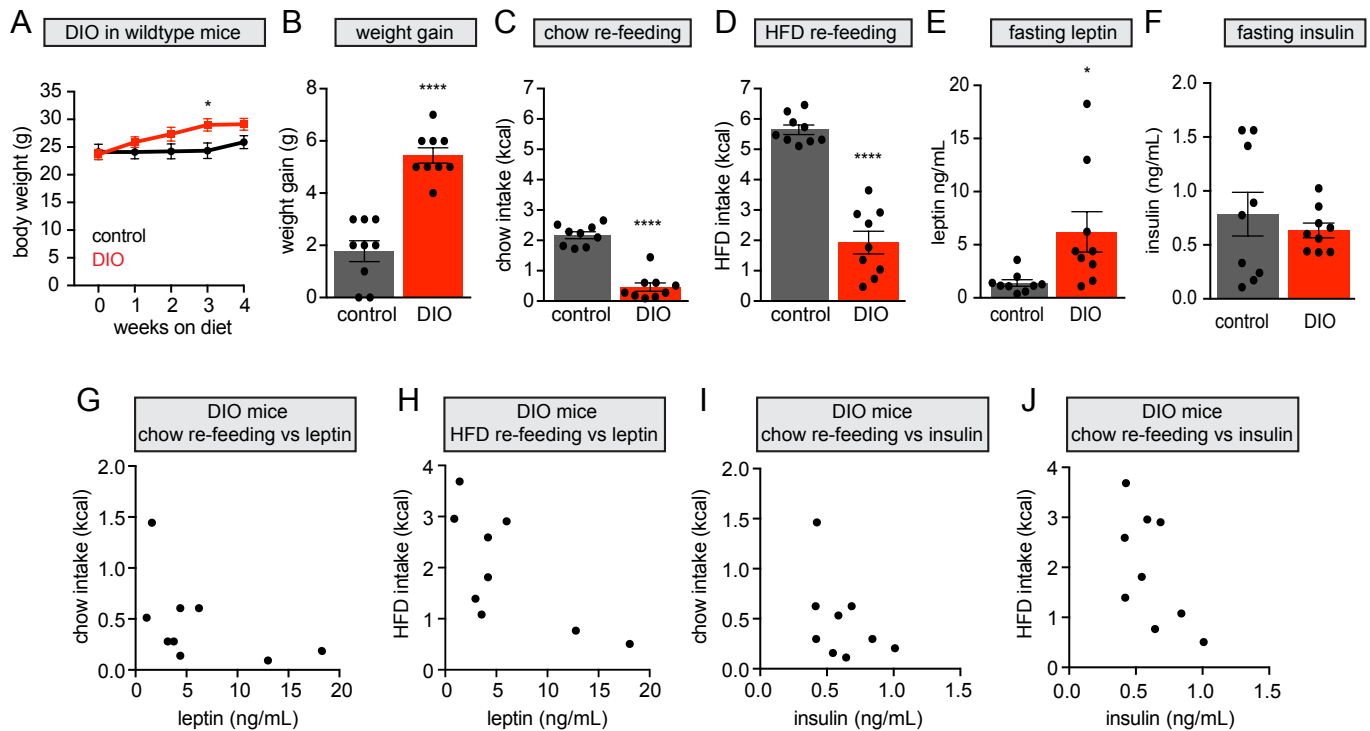 A
DIO in wildtype mice
body weight (g)
35
30
25
20
15
10
5
0
control
DIO
*
0 1 2 3 4
weeks on diet
B
weight gain
weight gain (g)
8
6
4
2
0
****
control DIO
C
chow re-feeding
chow intake (kcal)
7
6
5
4
3
2
1
0
****
control DIO
D
HFD re-feeding
HFD intake (kcal)
7
6
5
4
3
2
1
0
****
control DIO
E
fasting leptin
leptin ng/mL
20
15
10
5
0
*
control DIO
F
fasting insulin
insulin (ng/mL)
2.0
1.5
1.0
0.5
0.0
control DIO
G
DIO mice
chow re-feeding vs leptin
chow intake (kcal)
2.0
1.5
1.0
0.5
0
0 5 10 15 20
leptin (ng/mL)
H
DIO mice
HFD re-feeding vs leptin
HFD intake (kcal)
4
3
2
1
0
0 5 10 15 20
leptin (ng/mL)
I
DIO mice
chow re-feeding vs insulin
chow intake (kcal)
2.0
1.5
1.0
0.5
0
0.0 0.5 1.0 1.5
insulin (ng/mL)
J
DIO mice
chow re-feeding vs insulin
HFD intake (kcal)
4
3
2
1
0
0.0 0.5 1.0 1.5
insulin (ng/mL)